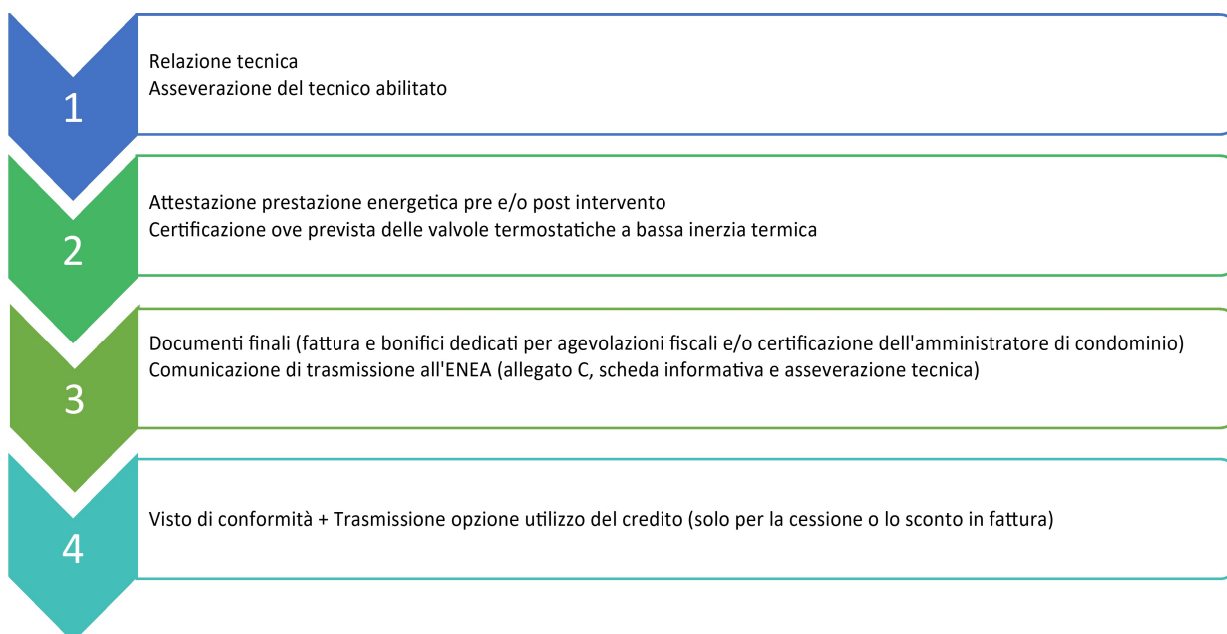 1
Relazione tecnica
Asseverazione del tecnico abilitato
2
Attestazione prestazione energetica pre e/o post intervento
Certificazione ove prevista delle valvole termostatiche a bassa inerzia termica
3
Documenti finali (fattura e bonifici dedicati per agevolazioni fiscali e/o certificazione dell'amministratore di condominio)
Comunicazione di trasmissione all'ENEA (allegato C, scheda informativa e asseverazione tecnica)
4
Visto di conformità + Trasmissione opzione utilizzo del credito (solo per la cessione o lo sconto in fattura)